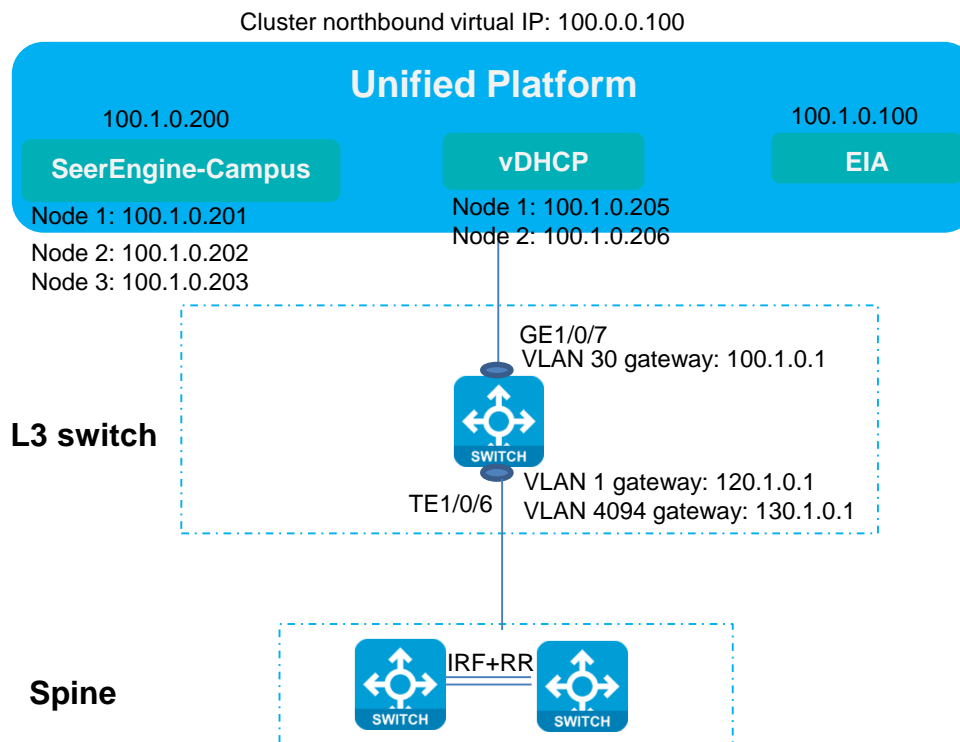 Cluster northbound virtual IP: 100.0.0.100
Unified Platform
100.1.0.200
100.1.0.100
SeerEngine-Campus
vDHCP
EIA
Node 1: 100.1.0.201
Node 2: 100.1.0.202
Node 3: 100.1.0.203
Node 1: 100.1.0.205
Node 2: 100.1.0.206
GE1/0/7
VLAN 30 gateway: 100.1.0.1
L3 switch
SWITCH
TE1/0/6
VLAN 1 gateway: 120.1.0.1
VLAN 4094 gateway: 130.1.0.1
Spine
SWITCH
IRF+RR
SWITCH